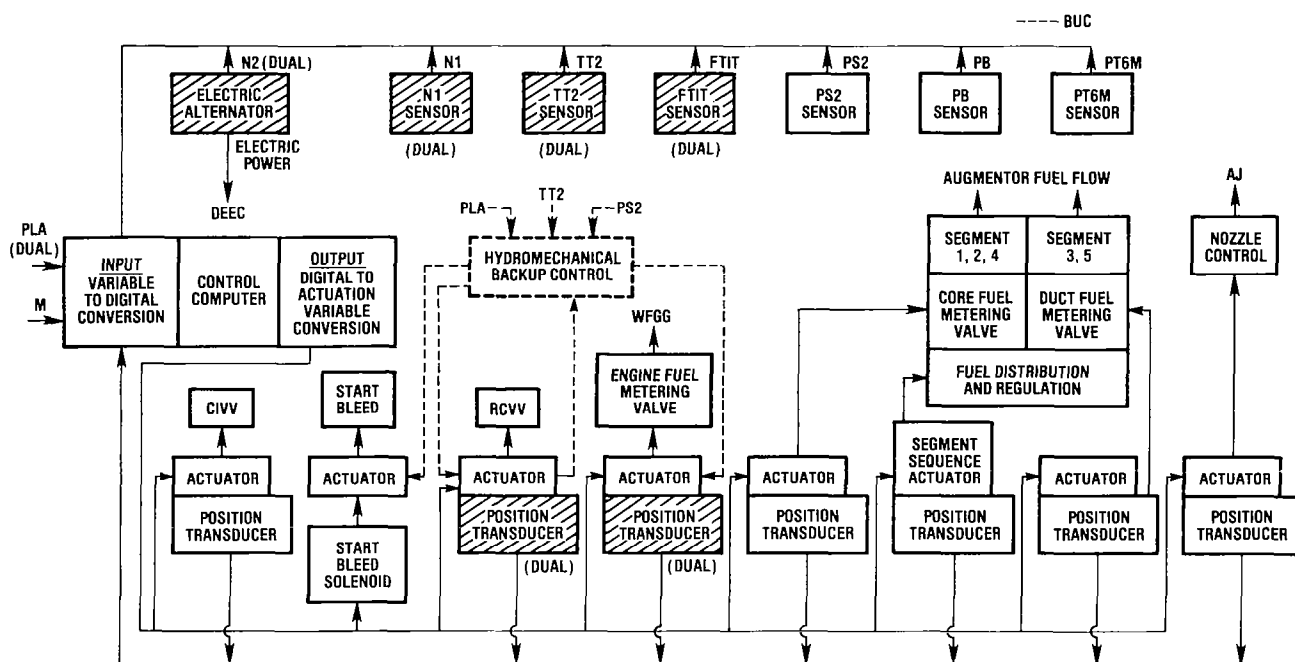 BUC
N2 (DUAL)
N1
TT2
FTIT
PS2
PB
PT6M
ELECTRIC
ALTERNATOR
N1
SENSOR
TT2
SENSOR
FTIT
SENSOR
PS2
SENSOR
PB
SENSOR
PT6M
SENSOR
(DUAL)
(DUAL)
(DUAL)
ELECTRIC
POWER
DEEC
PLA
(DUAL)
M
INPUT
VARIABLE
TO DIGITAL
CONVERSION
CONTROL
COMPUTER
OUTPUT
DIGITAL TO
ACTUATION
VARIABLE
CONVERSION
PLA
TT2
PS2
HYDROMECHANICAL
BACKUP CONTROL
AUGMENTOR FUEL FLOW
SEGMENT
1, 2, 4
SEGMENT
3, 5
CORE FUEL
METERING
VALVE
DUCT FUEL
METERING
VALVE
FUEL DISTRIBUTION
AND REGULATION
AJ
NOZZLE
CONTROL
WFGG
ENGINE FUEL
METERING
VALVE
CIVV
START
BLEED
RCVV
ACTUATOR
POSITION
TRANSDUCER
ACTUATOR
START
BLEED
SOLENOID
ACTUATOR
POSITION
TRANSDUCER
(DUAL)
ACTUATOR
POSITION
TRANSDUCER
(DUAL)
ACTUATOR
POSITION
TRANSDUCER
SEGMENT
SEQUENCE
ACTUATOR
POSITION
TRANSDUCER
ACTUATOR
POSITION
TRANSDUCER
ACTUATOR
POSITION
TRANSDUCER